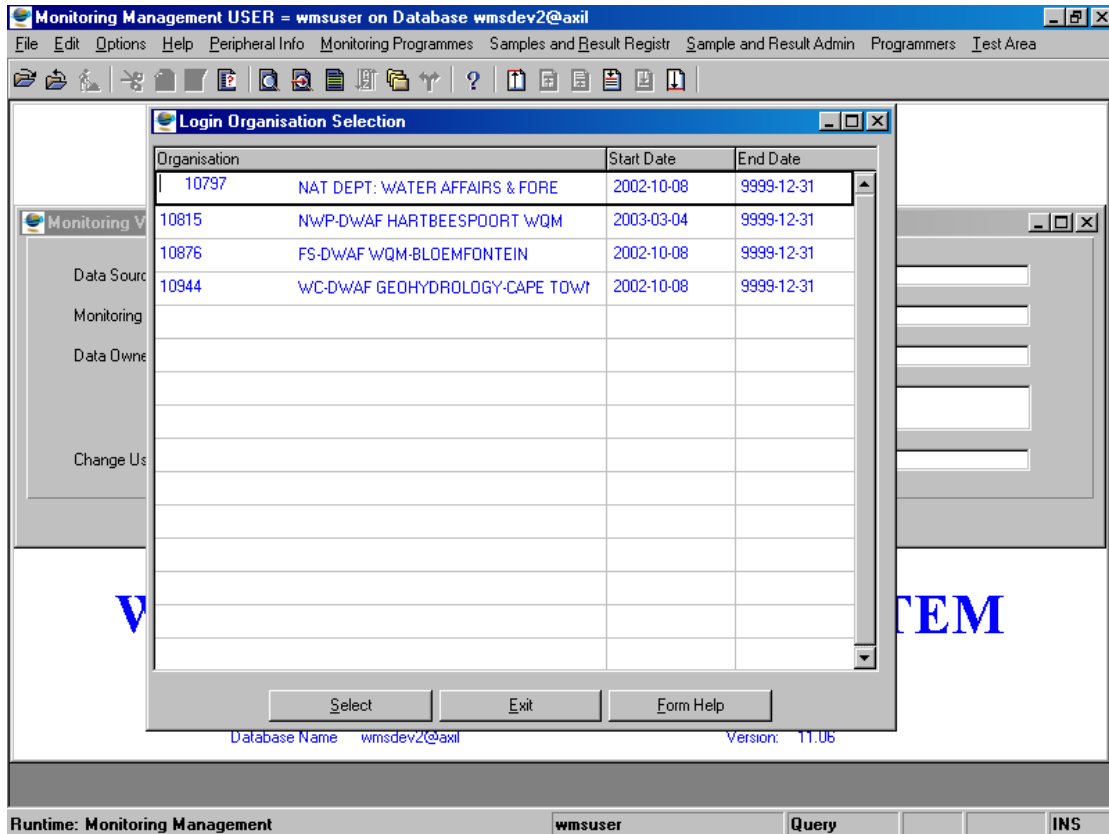 Monitoring Management USER = wmsuser on Database wmsdev2@axil
File Edit Options Help Peripheral Info Monitoring Programmes Samples and Result Registr Sample and Result Admin Programmers Test Area
Login Organisation Selection
Organisation Start Date End Date
10797 NAT DEPT: WATER AFFAIRS & FORE 2002-10-08 9999-12-31
10815 NWP-DWAF HARTBEESPOORT WQM 2003-03-04 9999-12-31
10876 FS-DWAF WQM-BLOEMFONTEIN 2002-10-08 9999-12-31
10944 WC-DWAF GEOHYDROLOGY-CAPE TOWN 2002-10-08 9999-12-31
Monitoring V
Data Sourc
Monitoring
Data Owne
Change Us
W TEM
Select Exit Form Help
Database Name wmsdev2@axil Version: 11.06
Runtime: Monitoring Management wmsuser Query INS